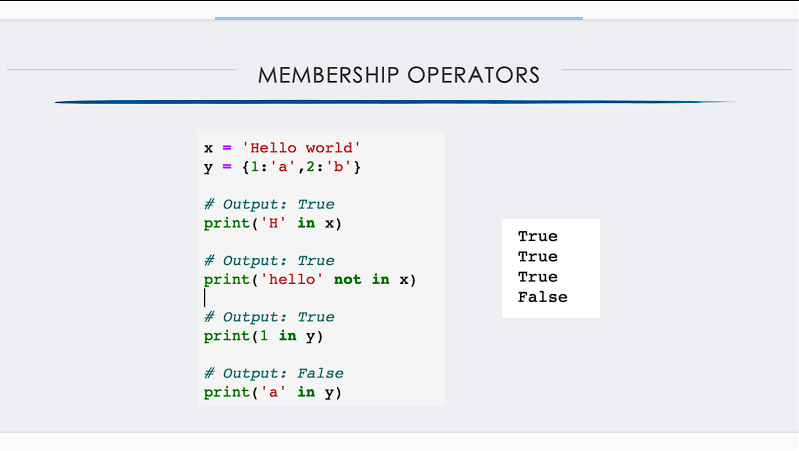 MEMBERSHIP OPERATORS
x = 'Hello world'
y = {1:'a',2:'b'}
# Output: True
print('H' in x)
# Output: True
print('hello' not in x)
# Output: True
print(1 in y)
# Output: False
print('a' in y)
True
True
True
False